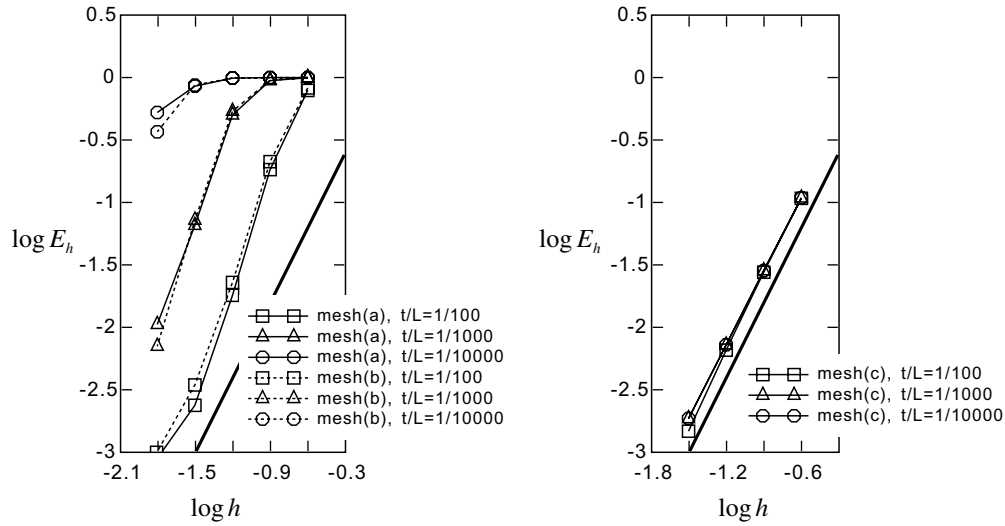 0.5
0
-0.5
-1
-1.5
-2
-2.5
-3
log E_h
-2.1
-1.5
-0.9
-0.3
log h
mesh(a), t/L=1/100
mesh(a), t/L=1/1000
mesh(a), t/L=1/10000
mesh(b), t/L=1/100
mesh(b), t/L=1/1000
mesh(b), t/L=1/10000
0.5
0
-0.5
-1
-1.5
-2
-2.5
-3
log E_h
-1.8
-1.2
-0.6
log h
mesh(c), t/L=1/100
mesh(c), t/L=1/1000
mesh(c), t/L=1/10000